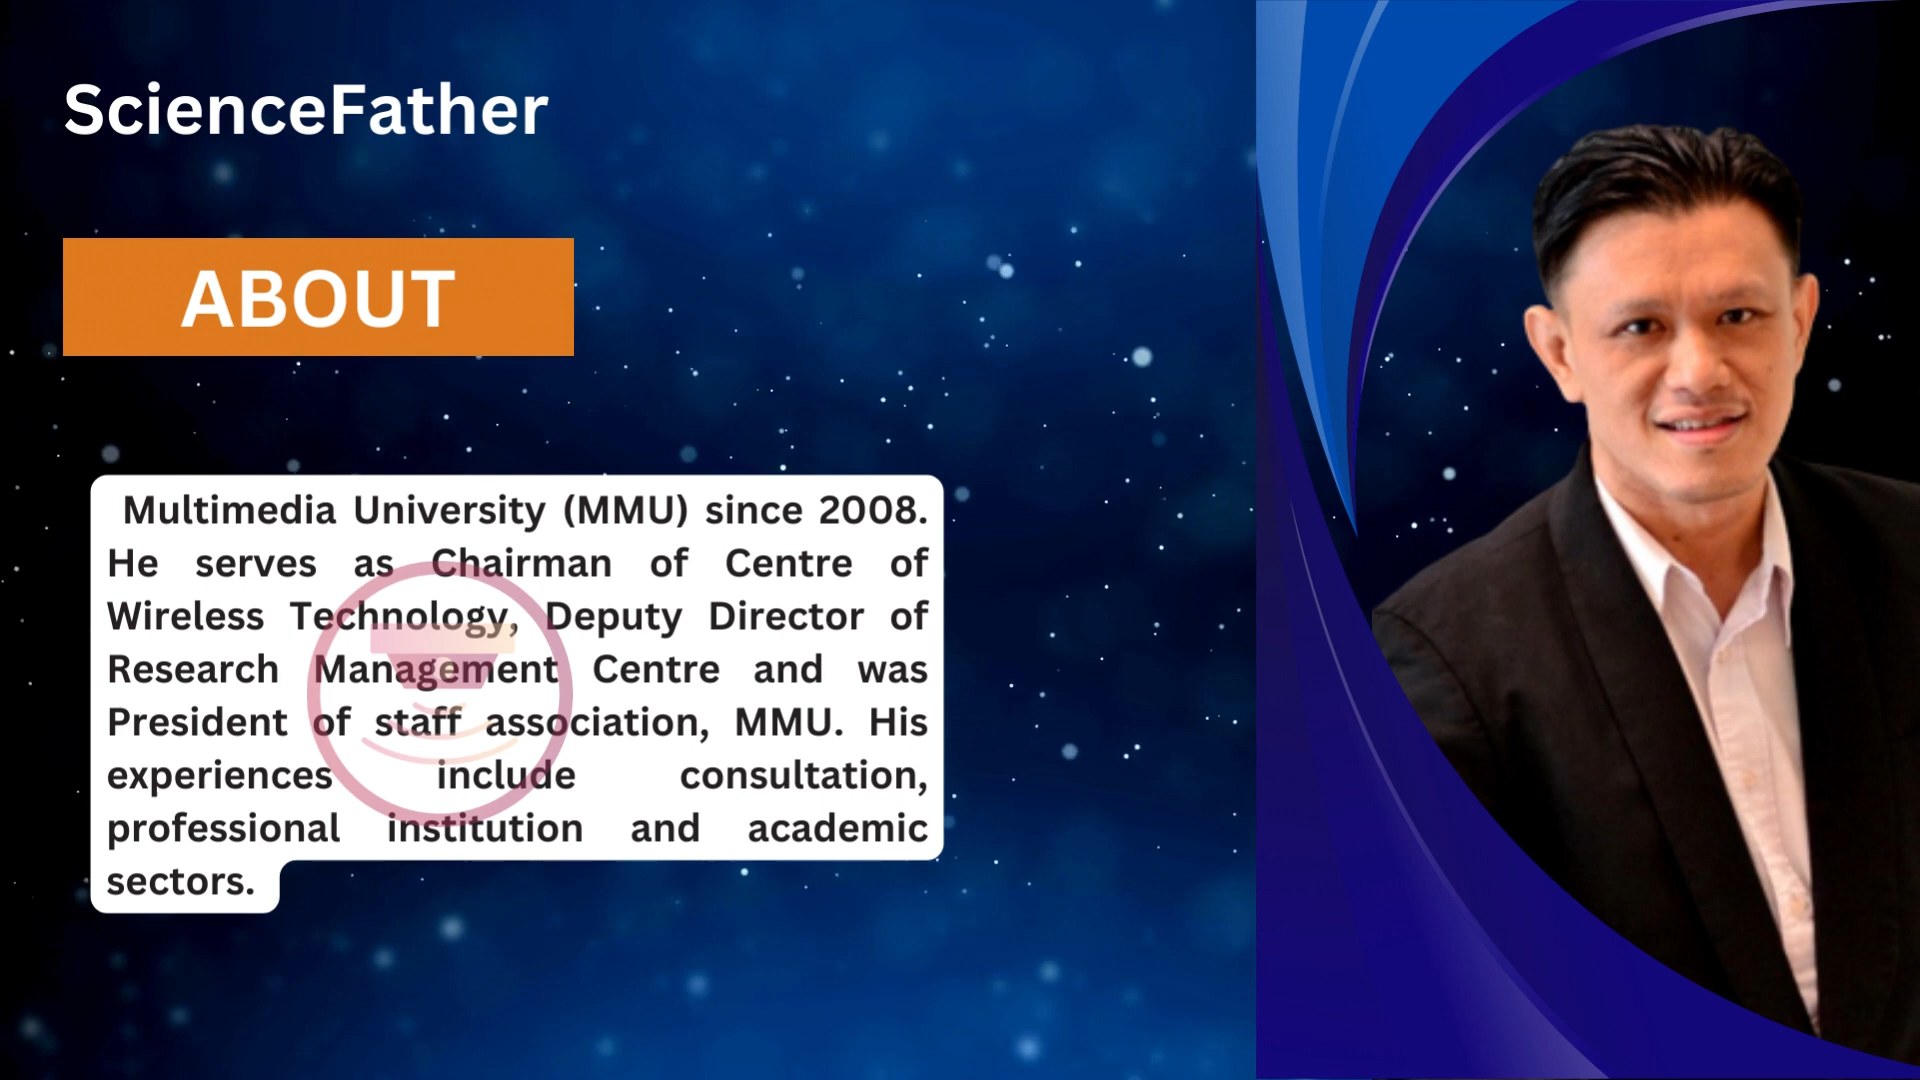 ScienceFather
ABOUT
Multimedia University (MMU) since 2008.
He serves as Chairman of Centre of
Wireless Technology, Deputy Director of
Research Management Centre and was
President of staff association, MMU. His
experiences include consultation,
professional institution and academic
sectors.